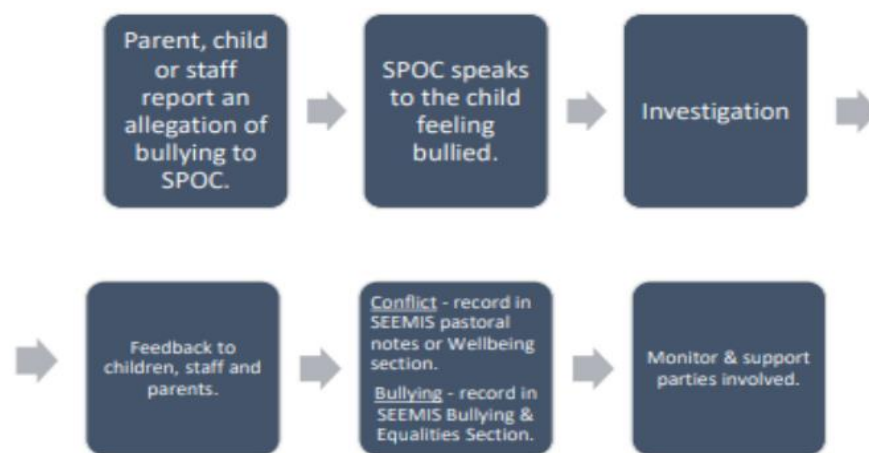 Parent, child
or staff
report an
allegation of
bullying to
SPOC.
SPOC speaks
to the child
feeling
bullied.
Investigation
Feedback to
children, staff and
parents.
Conflict - record in
SEEMIS pastoral
notes or Wellbeing
section.
Bullying - record in
SEEMIS Bullying &
Equalities Section.
Monitor & support
parties involved.